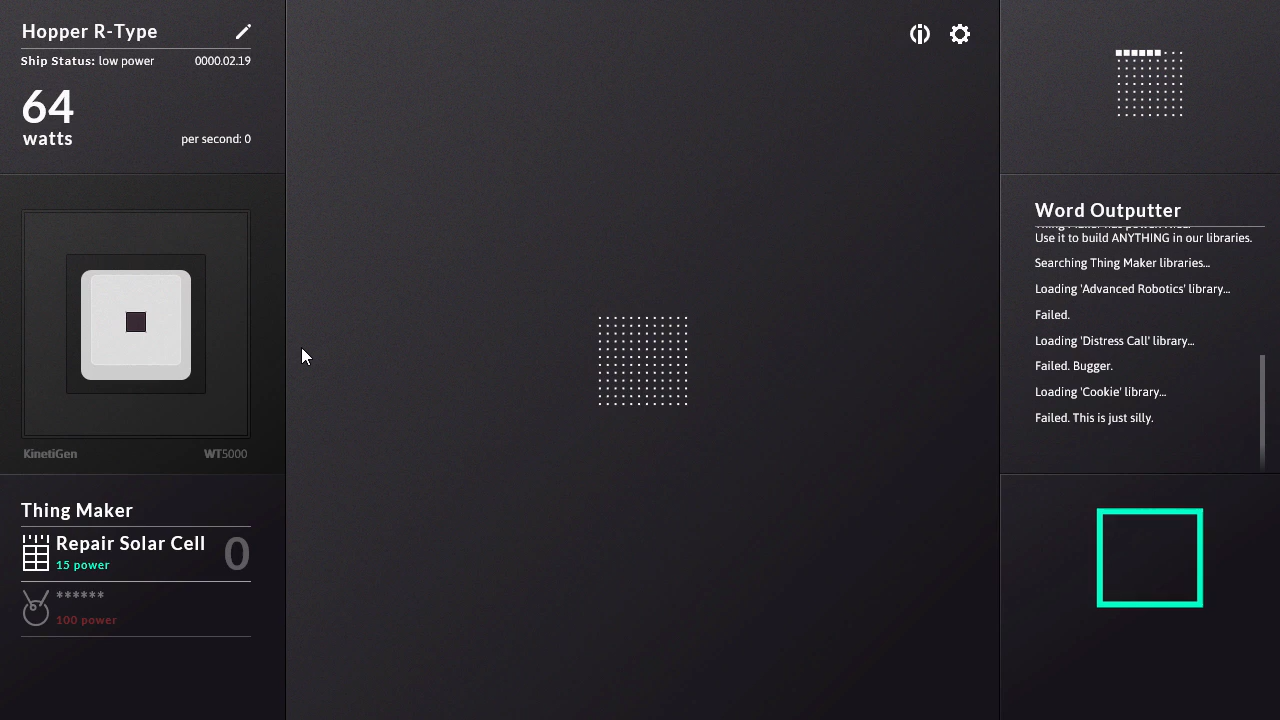 Hopper R-Type
Ship Status: low power
0000.02.19
64
watts
per second: 0
KinetiGen
WT5000
Thing Maker
Repair Solar Cell
15 power
0
******
100 power
Word Outputter
Use it to build ANYTHING in our libraries.
Searching Thing Maker libraries...
Loading 'Advanced Robotics' library...
Failed.
Loading 'Distress Call' library...
Failed. Bugger.
Loading 'Cookie' library...
Failed. This is just silly.